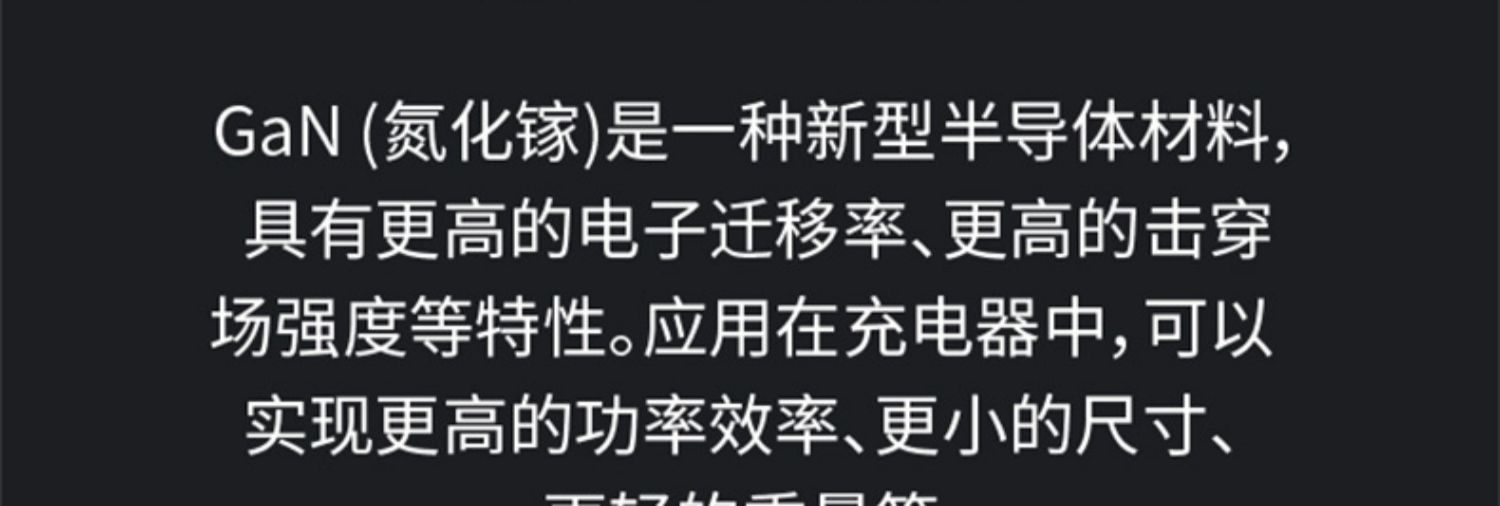 GaN (氮化镓)是一种新型半导体材料,
具有更高的电子迁移率、更高的击穿
场强度等特性。应用在充电器中,可以
实现更高的功率效率、更小的尺寸、